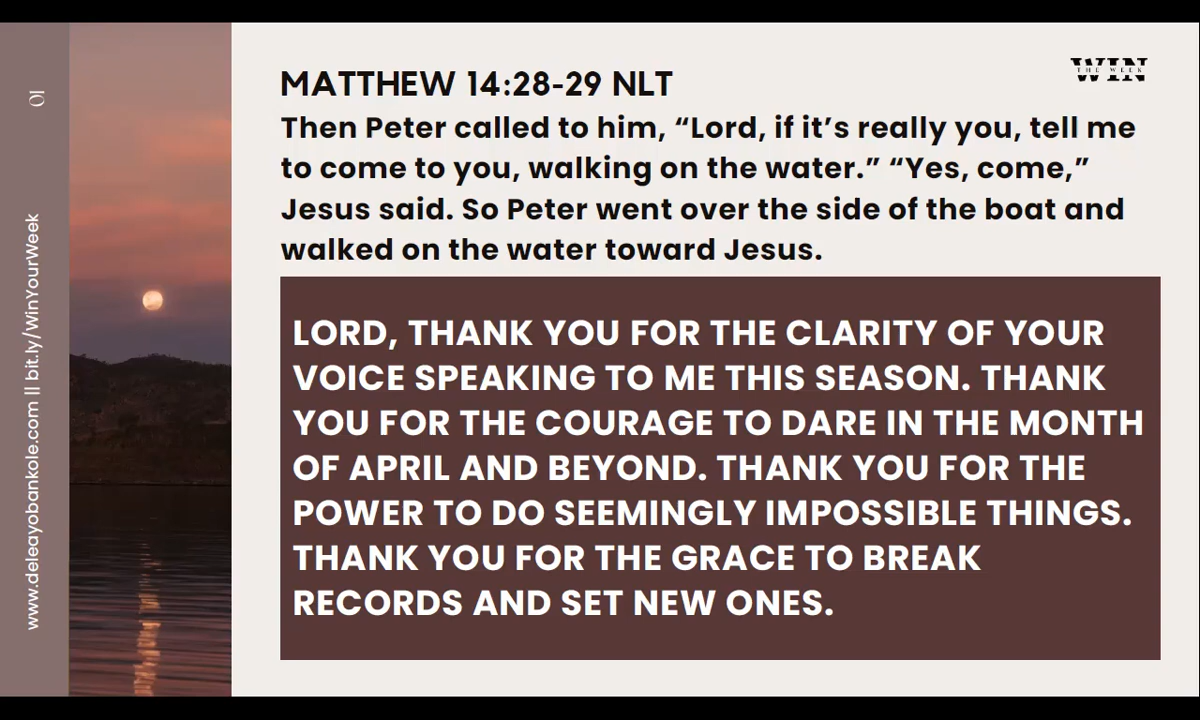 01
www.deleayobankole.com || bit.ly/WinYourWeek
WIN
THE WEEK
MATTHEW 14:28-29 NLT
Then Peter called to him, “Lord, if it’s really you, tell me
to come to you, walking on the water.” “Yes, come,”
Jesus said. So Peter went over the side of the boat and
walked on the water toward Jesus.
LORD, THANK YOU FOR THE CLARITY OF YOUR
VOICE SPEAKING TO ME THIS SEASON. THANK
YOU FOR THE COURAGE TO DARE IN THE MONTH
OF APRIL AND BEYOND. THANK YOU FOR THE
POWER TO DO SEEMINGLY IMPOSSIBLE THINGS.
THANK YOU FOR THE GRACE TO BREAK
RECORDS AND SET NEW ONES.